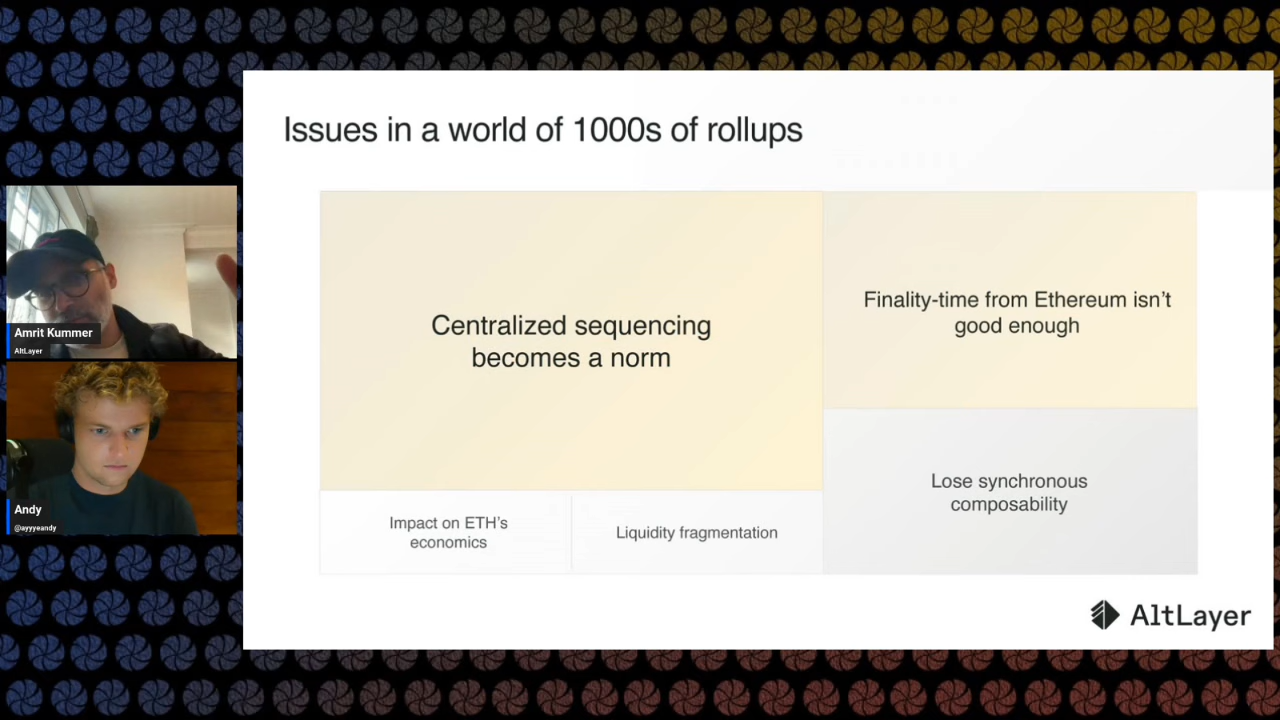 Issues in a world of 1000s of rollups
Centralized sequencing
becomes a norm
Finality-time from Ethereum isn't
good enough
Impact on ETH's
economics
Liquidity fragmentation
Lose synchronous
composability
AltLayer
Amrit Kummer
AltLayer
Andy
@ayyyeandy